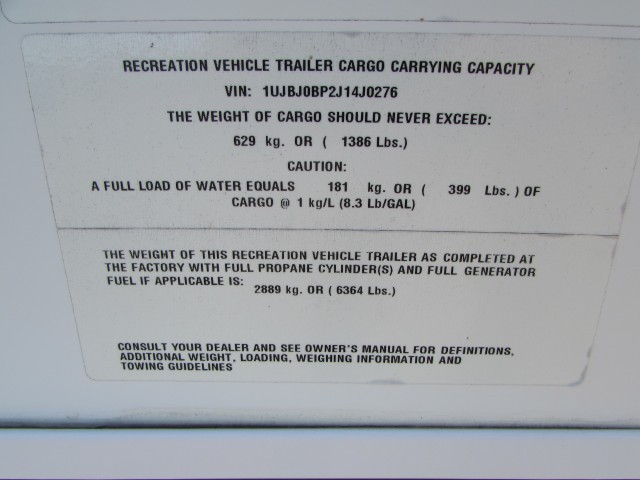 RECREATION VEHICLE TRAILER CARGO CARRYING CAPACITY
VIN: 1UJBJ0BP2J14J0276
THE WEIGHT OF CARGO SHOULD NEVER EXCEED:
629 kg. OR ( 1386 Lbs.)
CAUTION:
A FULL LOAD OF WATER EQUALS 181 kg. OR ( 399 Lbs. ) OF
CARGO @ 1 kg/L (8.3 Lb/GAL)
THE WEIGHT OF THIS RECREATION VEHICLE TRAILER AS COMPLETED AT
THE FACTORY WITH FULL PROPANE CYLINDER(S) AND FULL GENERATOR
FUEL IF APPLICABLE IS:
2889 kg. OR ( 6364 Lbs.)
CONSULT YOUR DEALER AND SEE OWNER'S MANUAL FOR DEFINITIONS,
ADDITIONAL WEIGHT, LOADING, WEIGHING INFORMATION AND
TOWING GUIDELINES